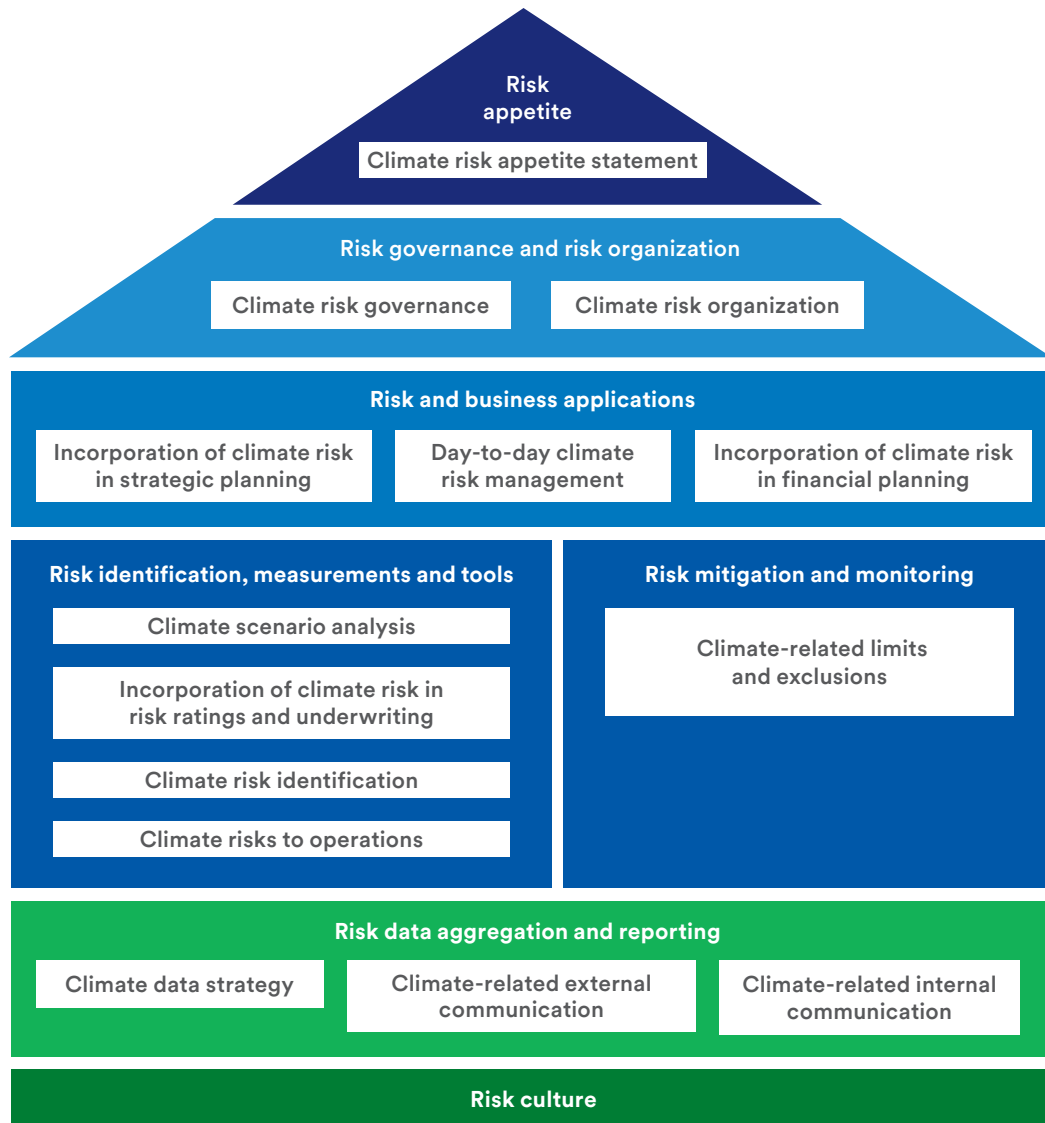 Risk
appetite
Climate risk appetite statement
Risk governance and risk organization
Climate risk governance
Climate risk organization
Risk and business applications
Incorporation of climate risk
in strategic planning
Day-to-day climate
risk management
Incorporation of climate risk
in financial planning
Risk identification, measurements and tools
Climate scenario analysis
Incorporation of climate risk in
risk ratings and underwriting
Climate risk identification
Climate risks to operations
Risk mitigation and monitoring
Climate-related limits
and exclusions
Risk data aggregation and reporting
Climate data strategy
Climate-related external
communication
Climate-related internal
communication
Risk culture